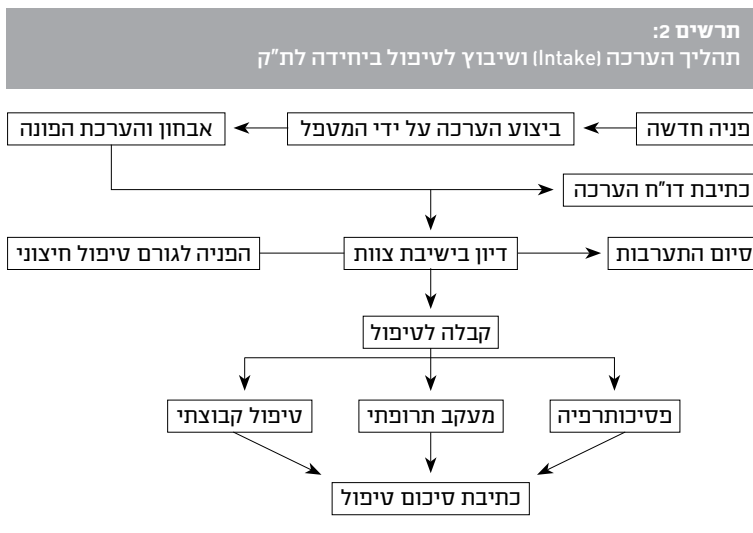 תרשים 2:
תהליך הערכה (Intake) ושיבוץ לטיפול ביחידה לת"ק
פניה חדשה
ביצוע הערכה על ידי המטפל
אבחון והערכת הפונה
כתיבת דו"ח הערכה
סיום התערבות
דיון בישיבת צוות
הפניה לגורם טיפול חיצוני
קבלה לטיפול
פסיכותרפיה
מעקב תרופתי
טיפול קבוצתי
כתיבת סיכום טיפול